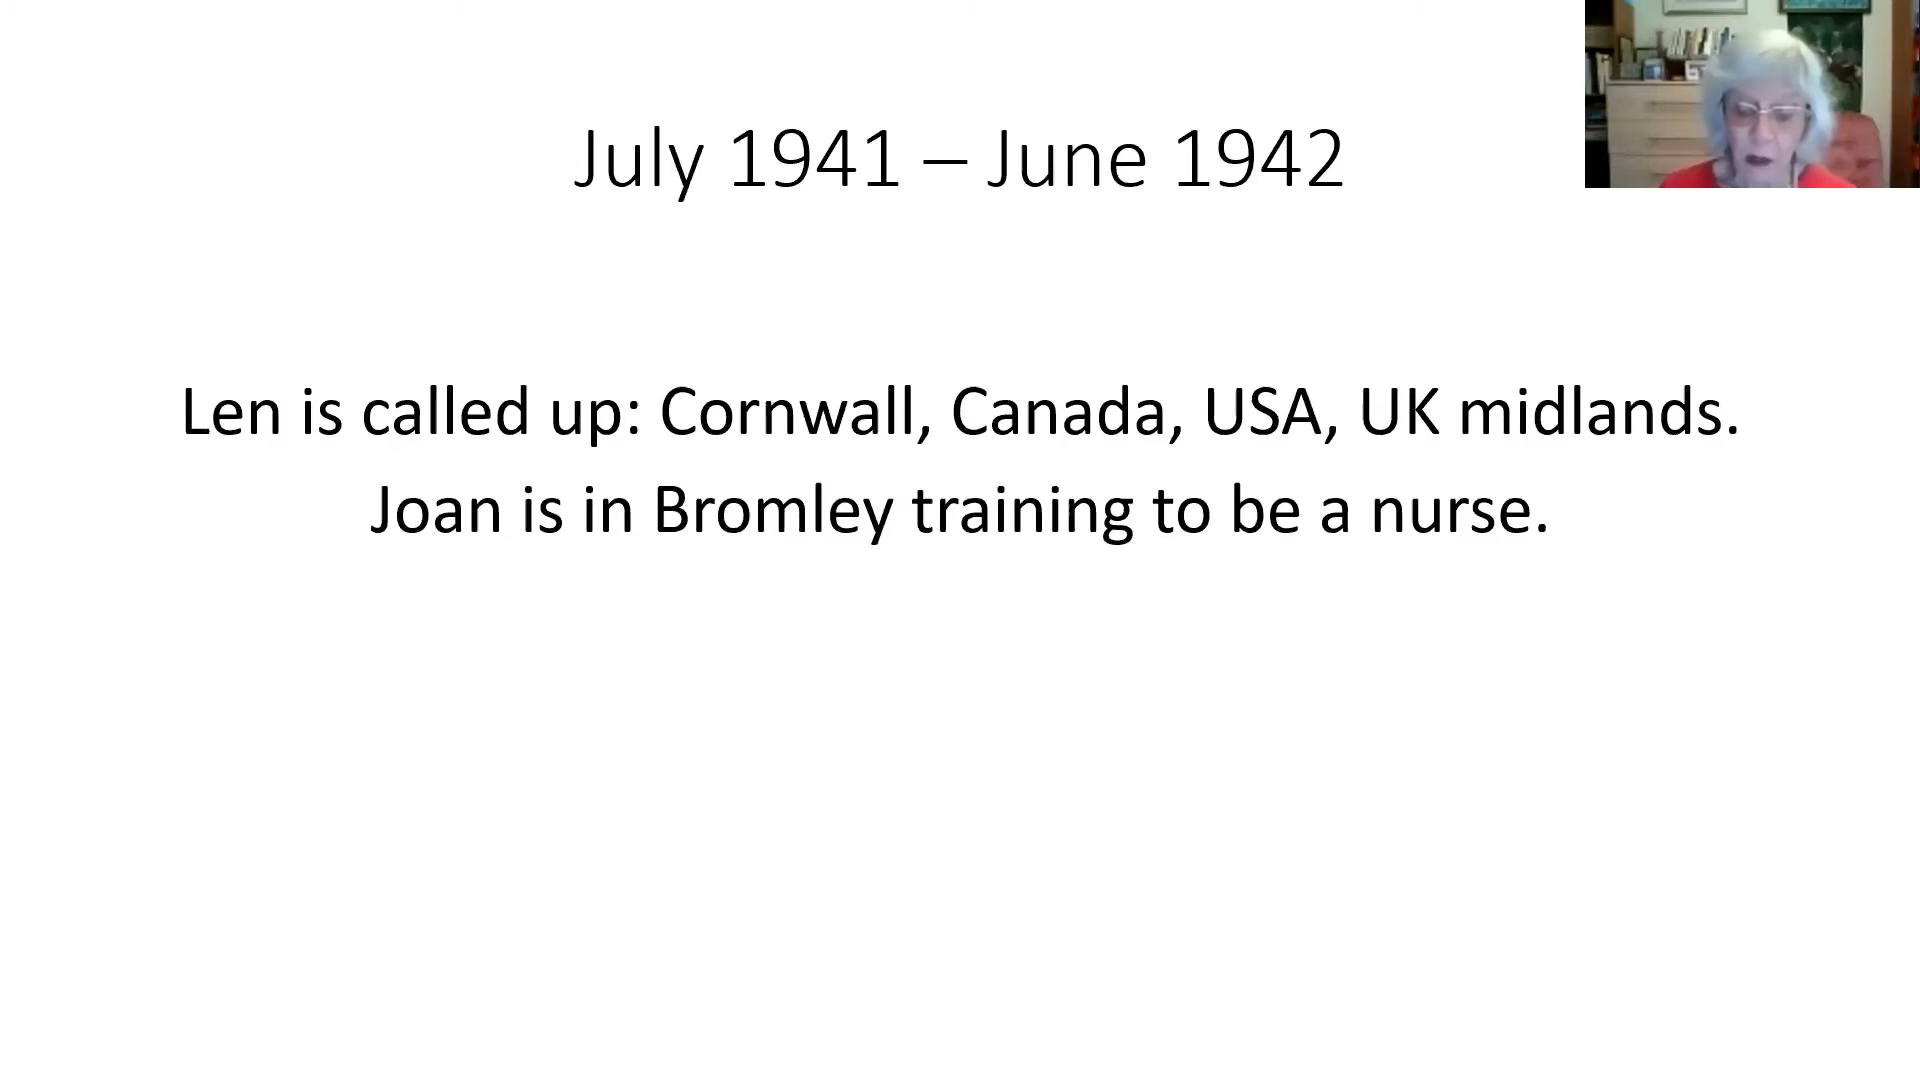 July 1941 – June 1942
Len is called up: Cornwall, Canada, USA, UK midlands.
Joan is in Bromley training to be a nurse.